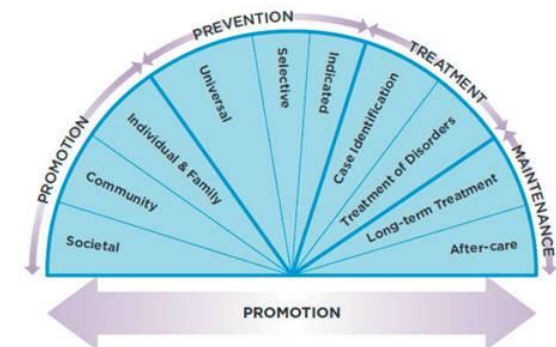 PROMOTION
PREVENTION
TREATMENT
MAINTENANCE
Societal
Community
Individual & Family
Universal
Selective
Indicated
Case Identification
Treatment of Disorders
Long-term Treatment
After-care
PROMOTION